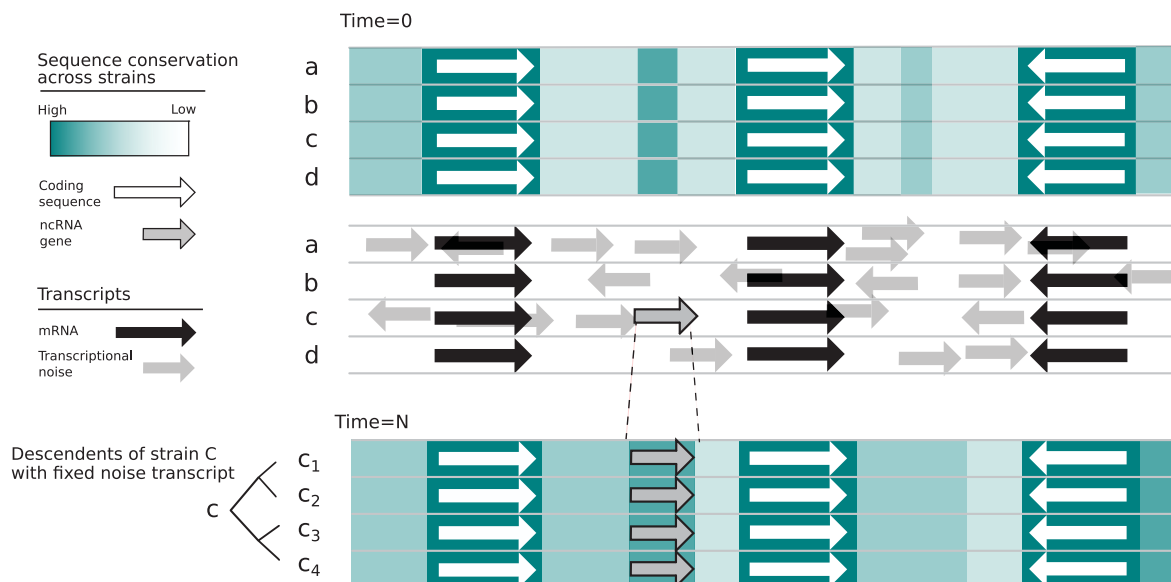 Time=0
Sequence conservation
across strains
High Low
Coding
sequence
ncRNA
gene
a
b
c
d
Transcripts
mRNA
Transcriptional
noise
a
b
c
d
Time=N
Descendents of strain C
with fixed noise transcript
c
c1
c2
c3
c4